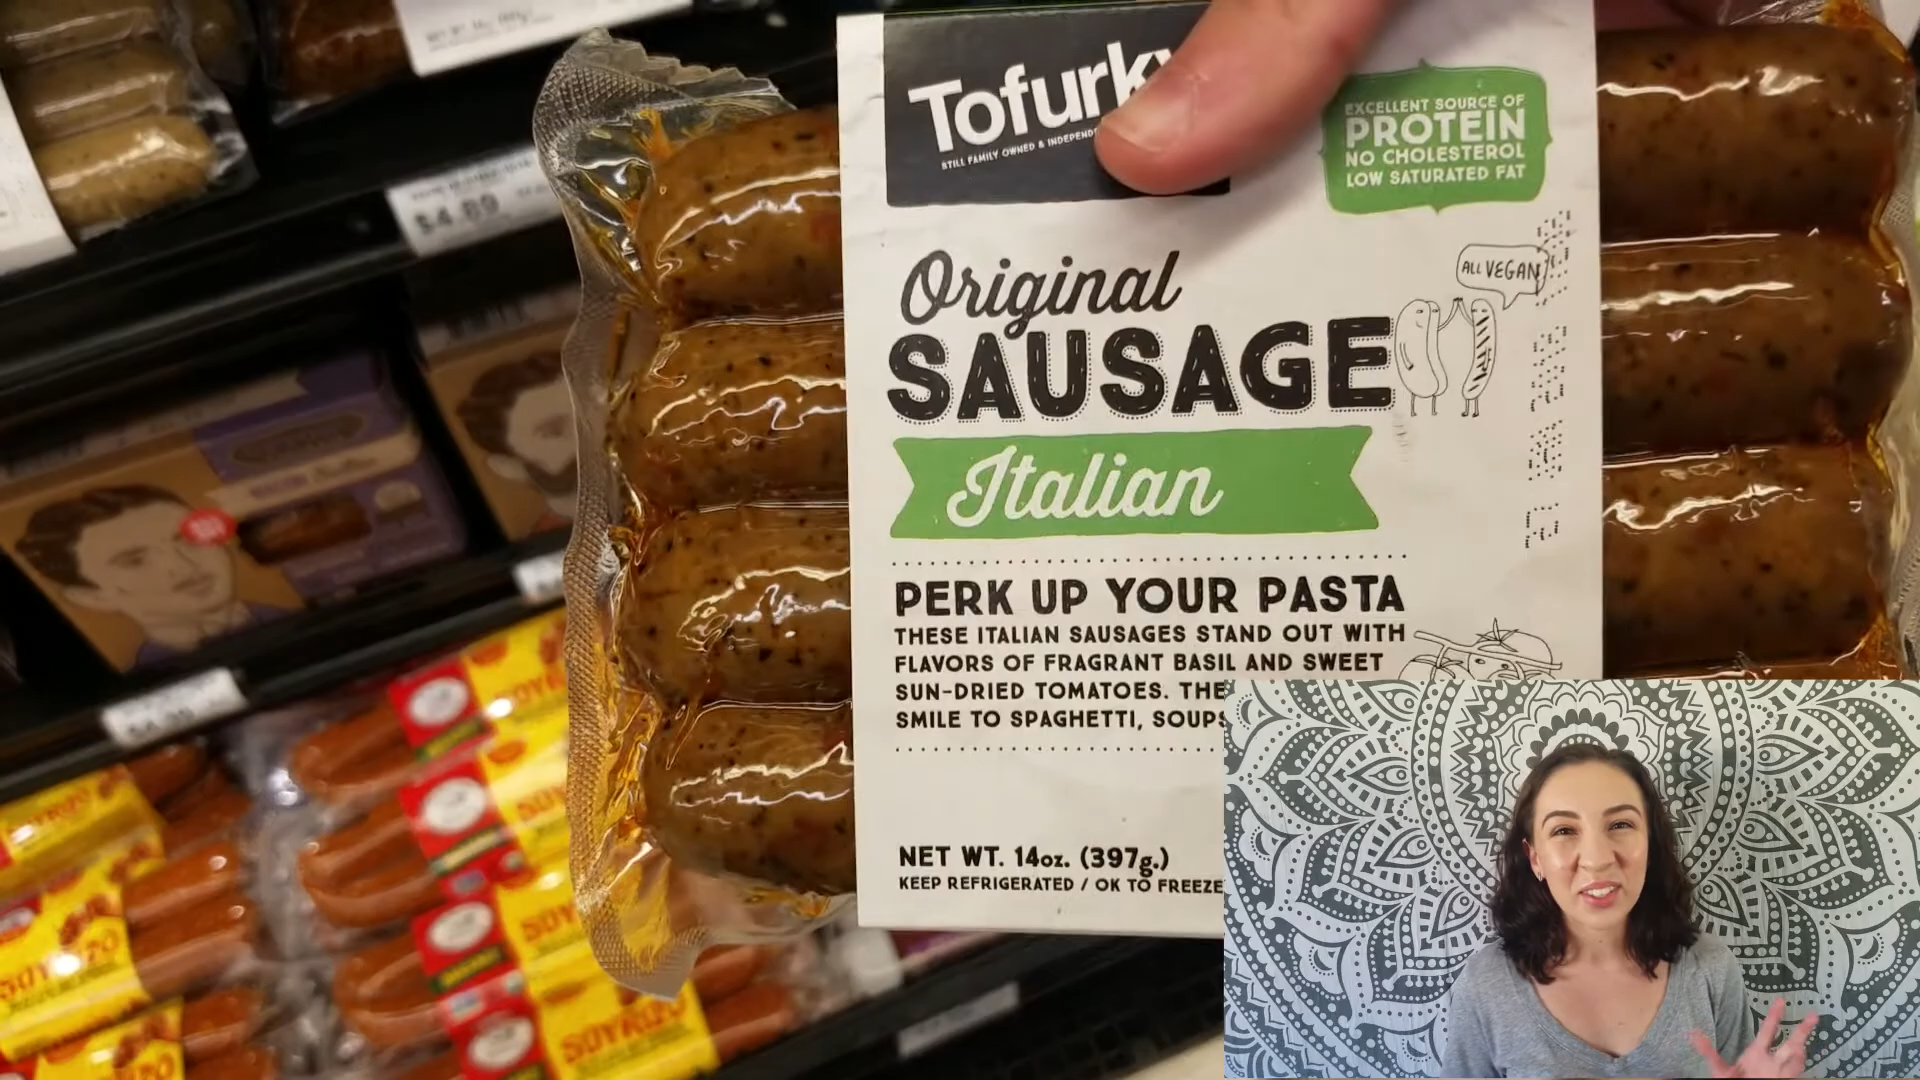 $4.89
Tofurky
STILL FAMILY OWNED &
EXCELLENT SOURCE OF
PROTEIN
NO CHOLESTEROL
LOW SATURATED FAT
ALL VEGAN
Original
SAUSAGE
Italian
PERK UP YOUR PASTA
THESE ITALIAN SAUSAGES STAND OUT WITH
FLAVORS OF FRAGRANT BASIL AND SWEET
SUN-DRIED TOMATOES.
SMILE TO SPAGHETTI, SOUPS
NET WT. 14oz. (397g.)
KEEP REFRIGERATED / OK TO FREEZE
SOYRIZO
SOYRIZO